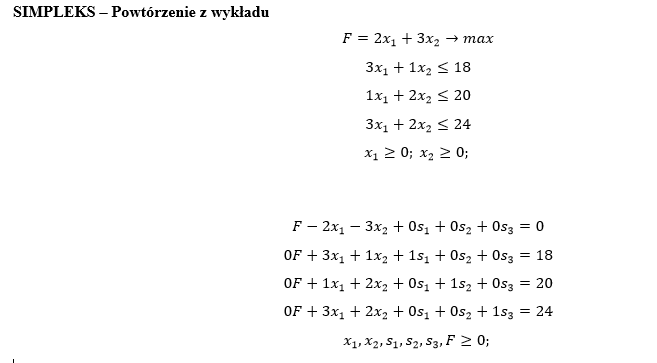 SIMPLEKS – Powtórzenie z wykładu
F = 2x₁ + 3x₂ → max
3x₁ + 1x₂ ≤ 18
1x₁ + 2x₂ ≤ 20
3x₁ + 2x₂ ≤ 24
x₁ ≥ 0; x₂ ≥ 0;
F − 2x₁ − 3x₂ + 0s₁ + 0s₂ + 0s₃ = 0
0F + 3x₁ + 1x₂ + 1s₁ + 0s₂ + 0s₃ = 18
0F + 1x₁ + 2x₂ + 0s₁ + 1s₂ + 0s₃ = 20
0F + 3x₁ + 2x₂ + 0s₁ + 0s₂ + 1s₃ = 24
x₁, x₂, s₁, s₂, s₃, F ≥ 0;